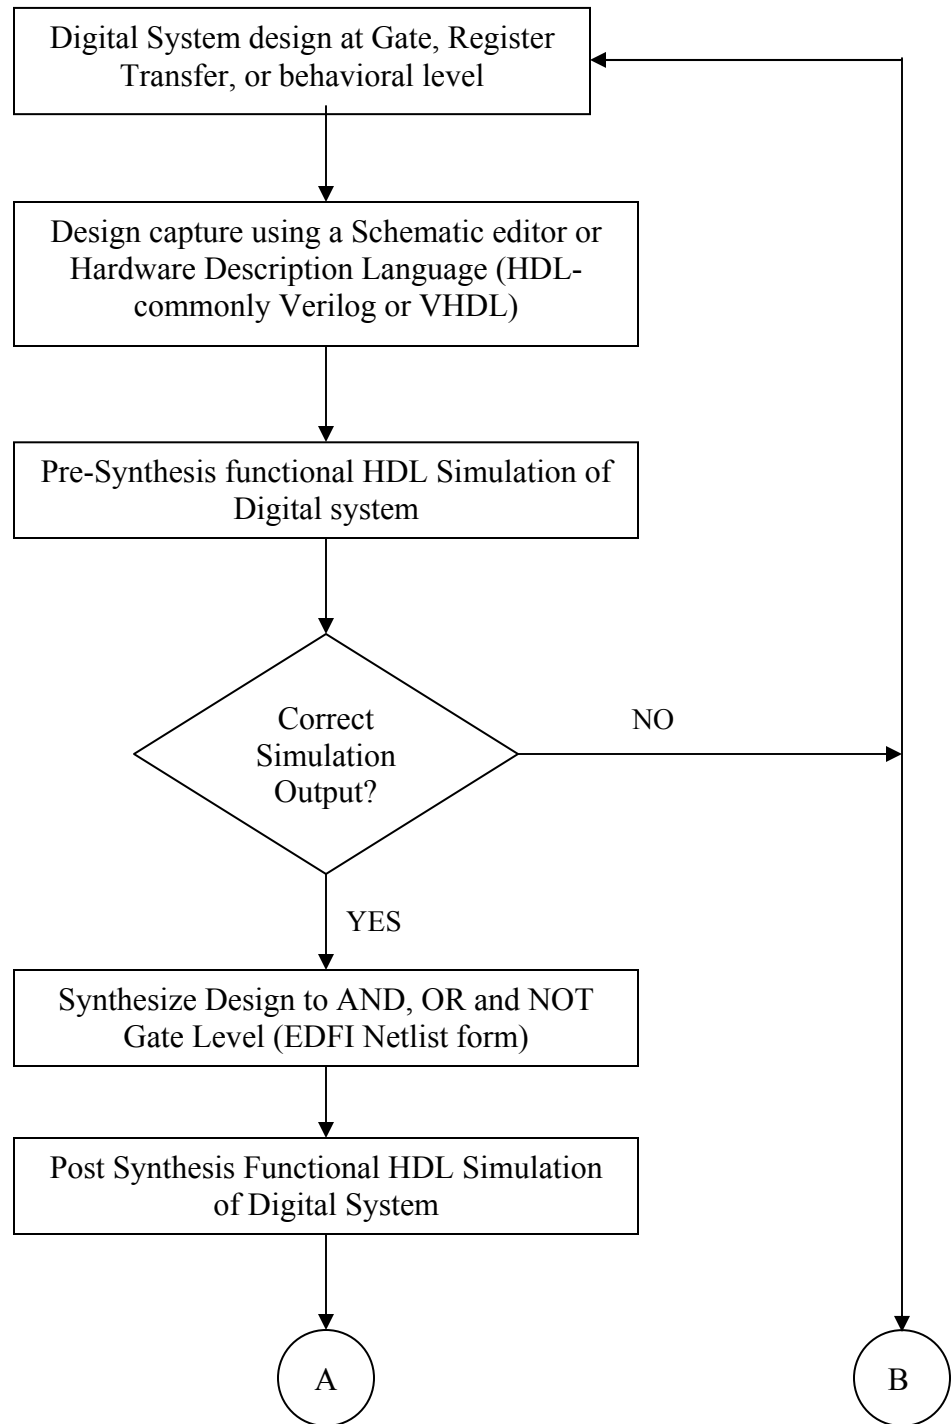 Digital System design at Gate, Register
Transfer, or behavioral level
Design capture using a Schematic editor or
Hardware Description Language (HDL-
commonly Verilog or VHDL)
Pre-Synthesis functional HDL Simulation of
Digital system
Correct
Simulation
Output?
NO
YES
Synthesize Design to AND, OR and NOT
Gate Level (EDFI Netlist form)
Post Synthesis Functional HDL Simulation
of Digital System
A
B